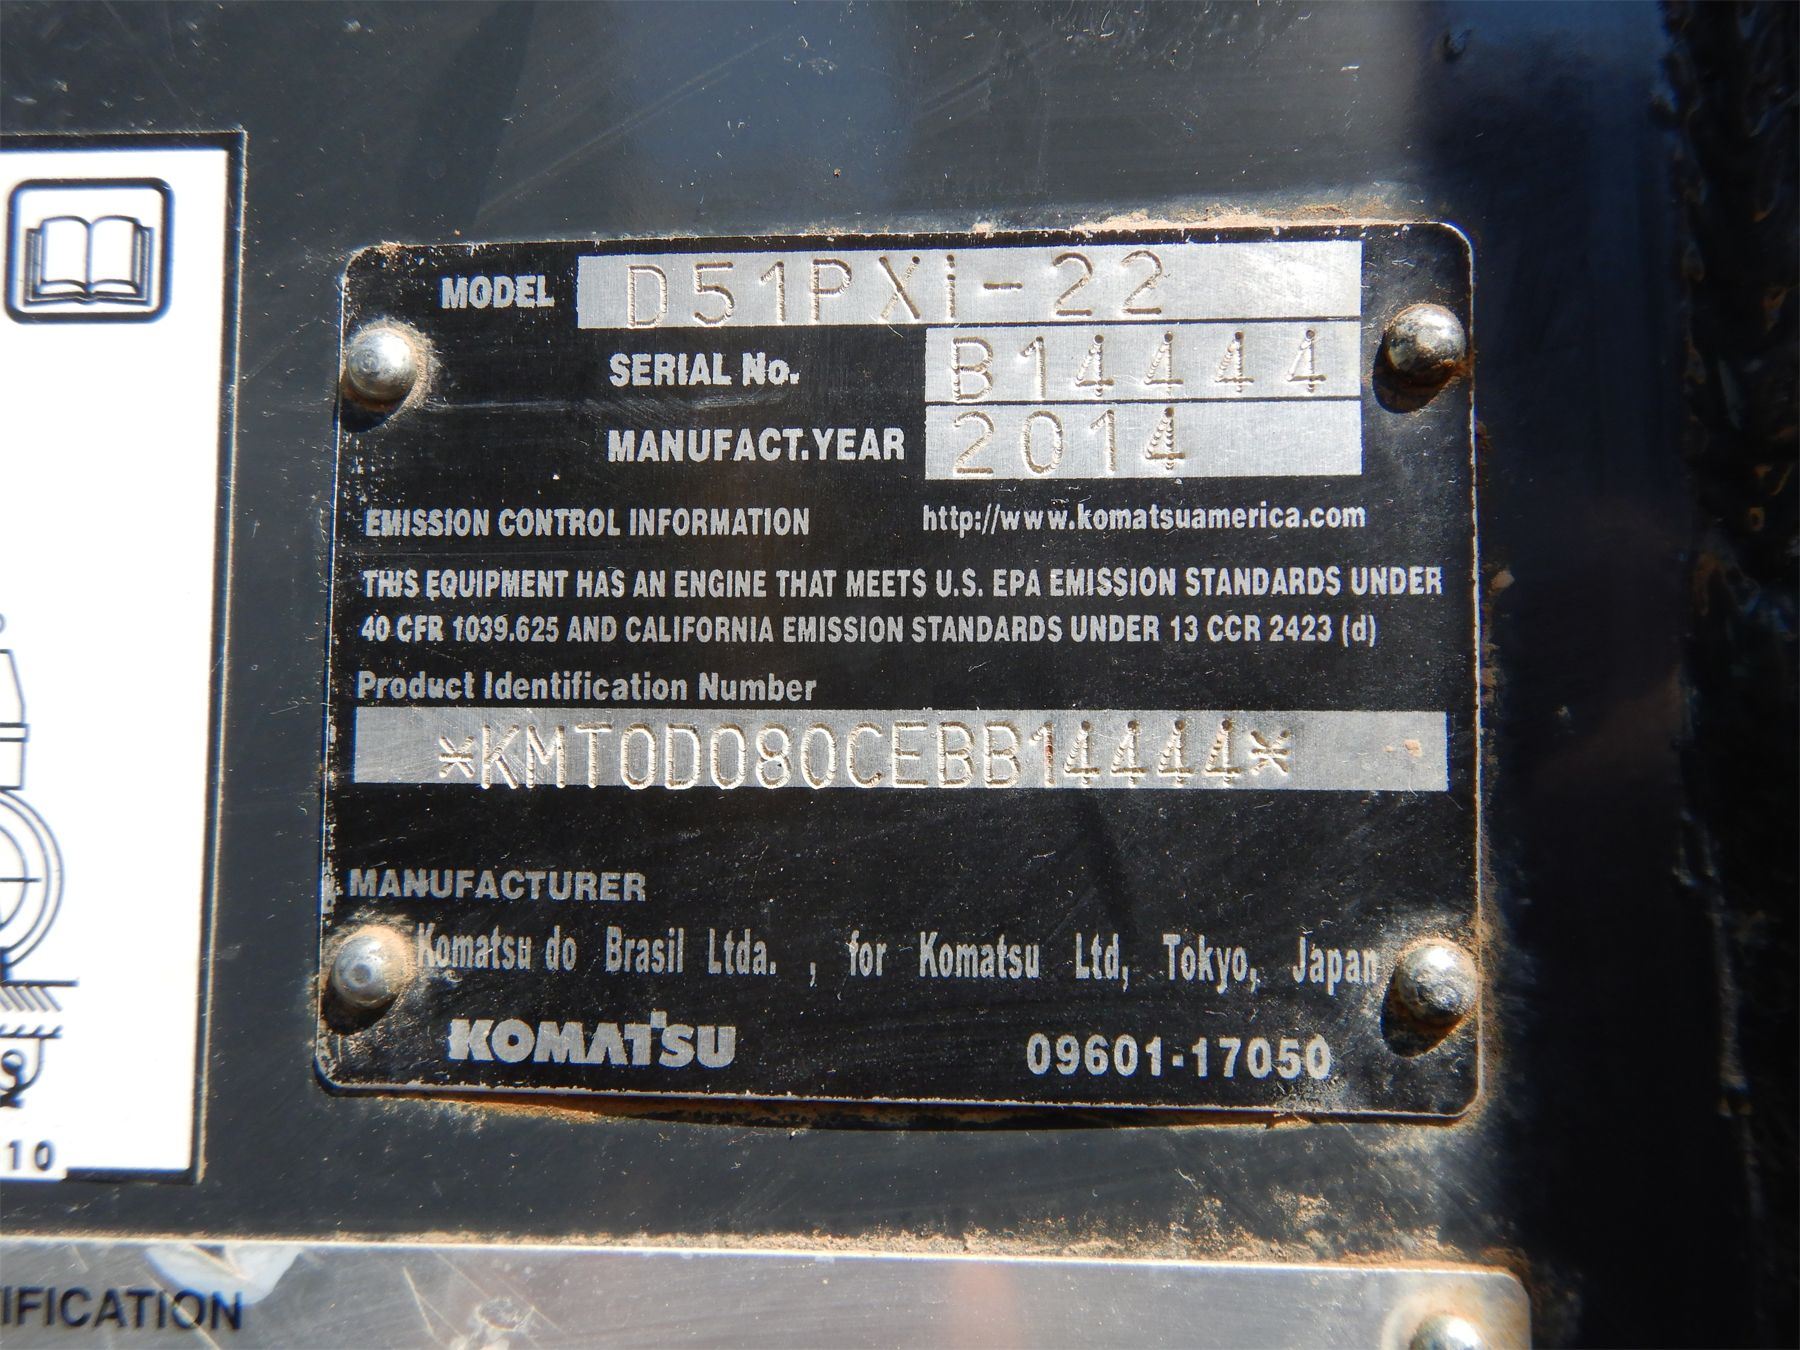 MODEL D51PXi-22
SERIAL No. B14444
MANUFACT.YEAR 2014
EMISSION CONTROL INFORMATION http://www.komatsuamerica.com
THIS EQUIPMENT HAS AN ENGINE THAT MEETS U.S. EPA EMISSION STANDARDS UNDER
40 CFR 1039.625 AND CALIFORNIA EMISSION STANDARDS UNDER 13 CCR 2423 (d)
Product Identification Number
*KMT0D080CEBB14444*
MANUFACTURER
Komatsu do Brasil Ltda. , for Komatsu Ltd, Tokyo, Japan
KOMATSU 09601-17050
10
IFICATION